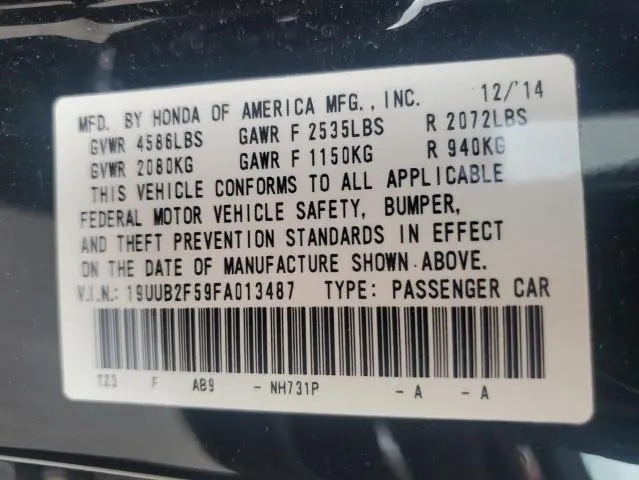 MFD. BY HONDA OF AMERICA MFG., INC. 12/'14
GVWR 4586LBS GAWR F 2535LBS R 2072LBS
GVWR 2080KG GAWR F 1150KG R 940KG
THIS VEHICLE CONFORMS TO ALL APPLICABLE
FEDERAL MOTOR VEHICLE SAFETY, BUMPER,
AND THEFT PREVENTION STANDARDS IN EFFECT
ON THE DATE OF MANUFACTURE SHOWN ABOVE.
V.I.N.: 19UUB2F59FA013487 TYPE: PASSENGER CAR
TZ3 F AB9 - NH731P - A - A